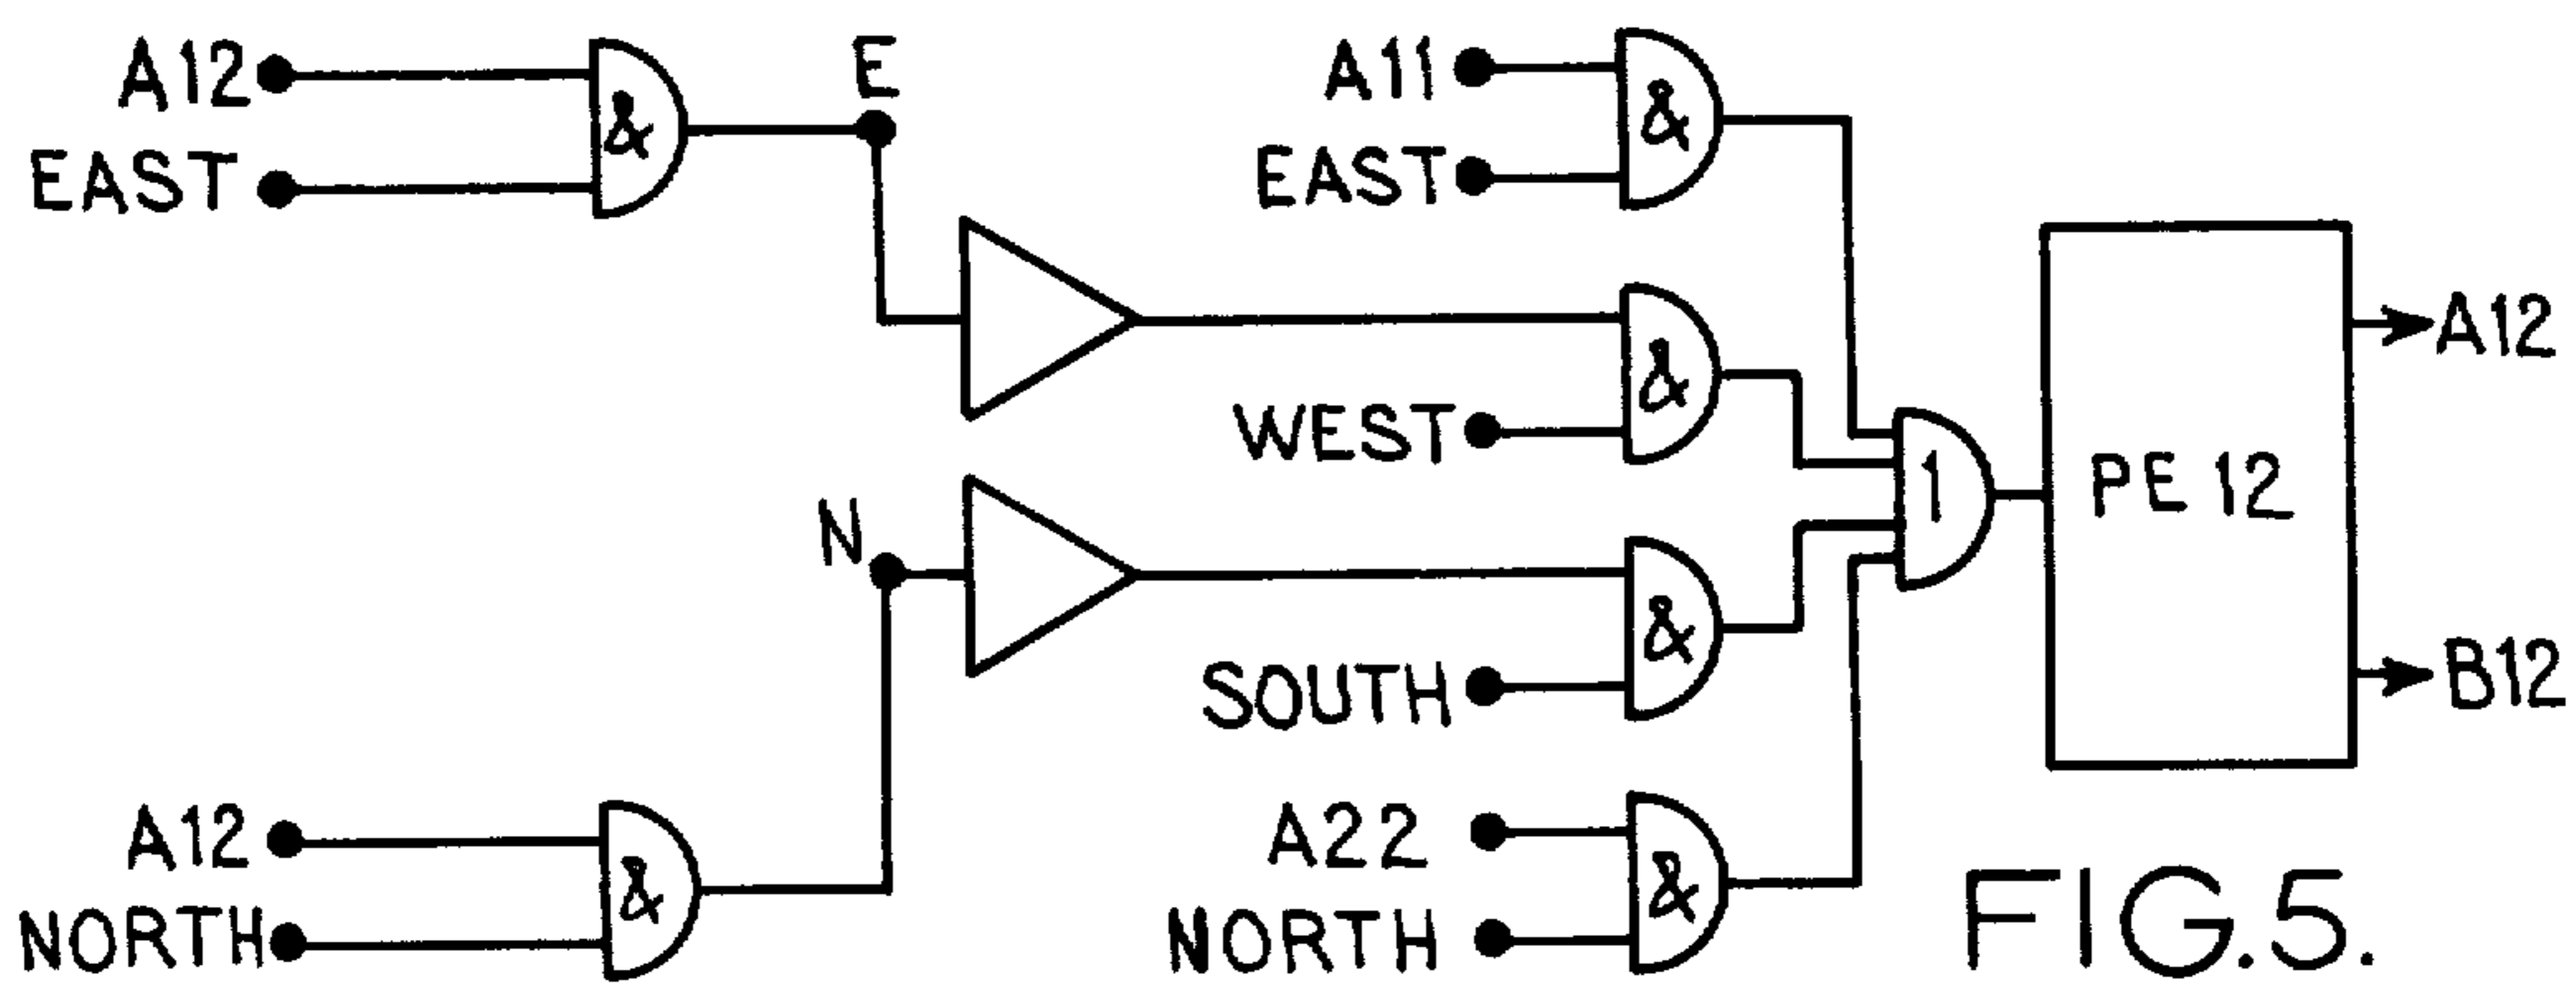 A12
EAST
&
E
A11
EAST
&
WEST
&
1
PE 12
A12
B12
N
SOUTH
&
A12
NORTH
&
A22
NORTH
&
FIG.5.